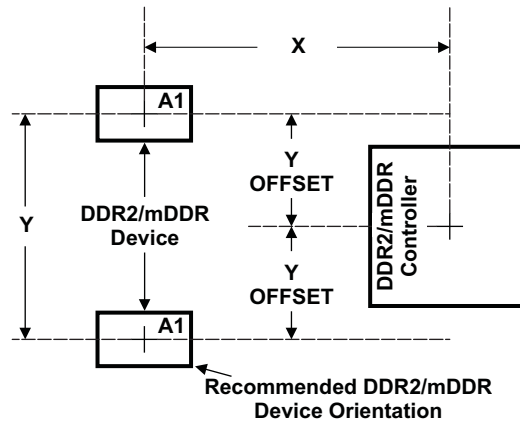 X
A1
Y
OFFSET
DDR2/mDDR
Controller
Y
DDR2/mDDR
Device
Y
OFFSET
A1
Recommended DDR2/mDDR
Device Orientation